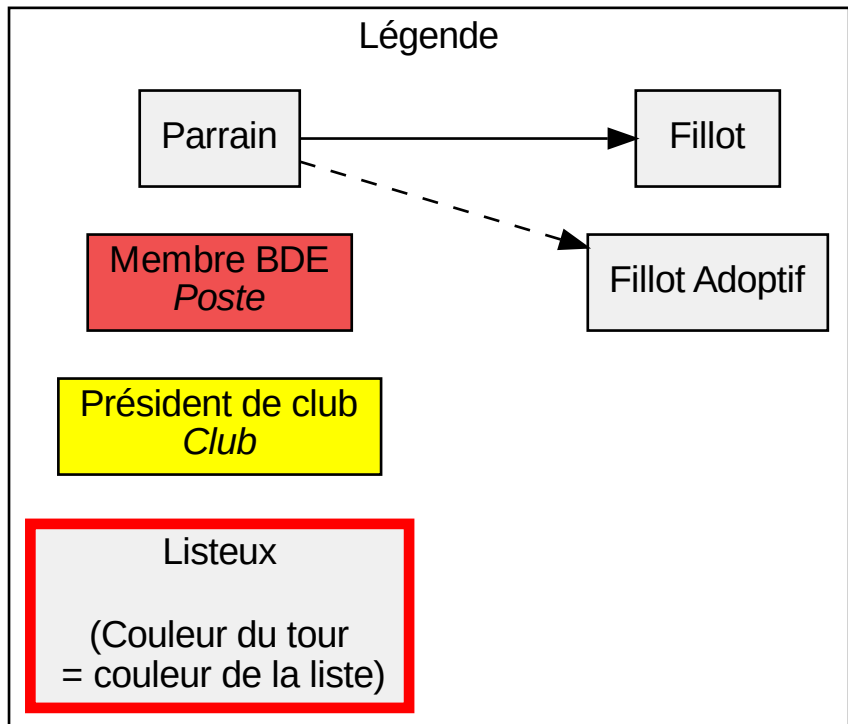 Légende
Parrain
Fillot
Membre BDE
Poste
Fillot Adoptif
Président de club
Club
Listeux
(Couleur du tour
= couleur de la liste)